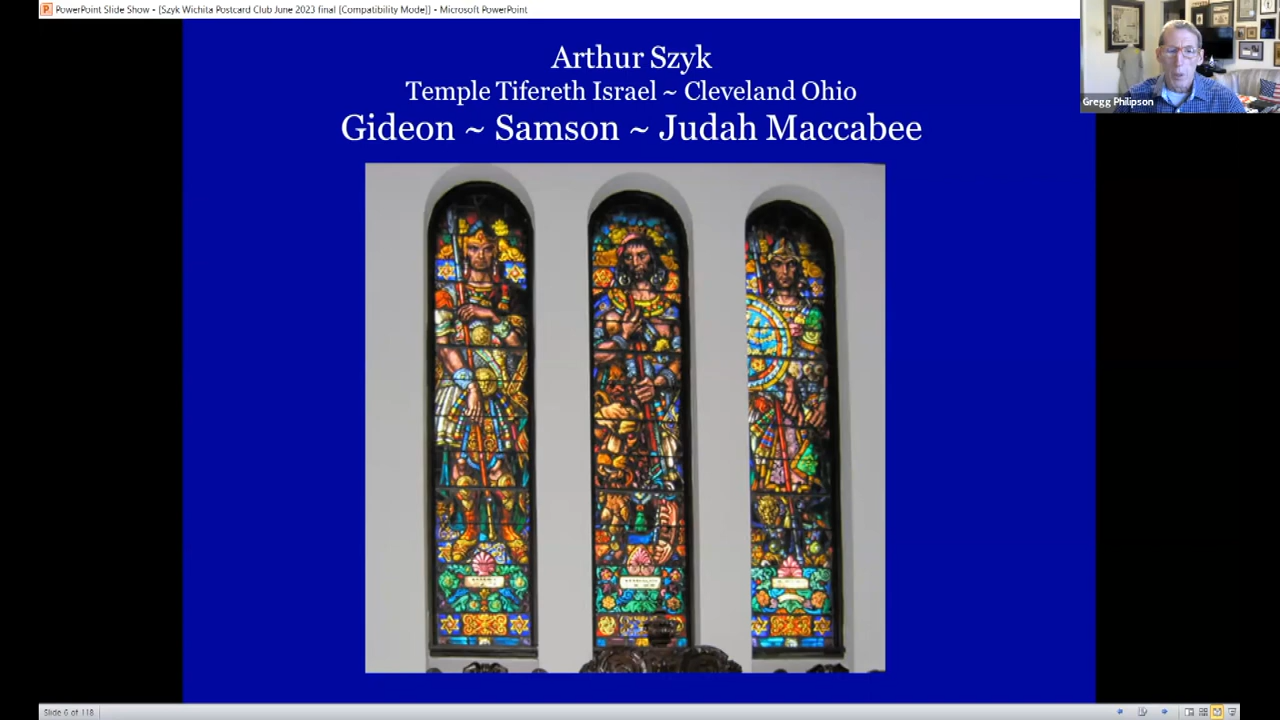 PowerPoint Slide Show - [Szyk Wichita Postcard Club June 2023 final [Compatibility Mode]] - Microsoft PowerPoint
Arthur Szyk
Temple Tifereth Israel ~ Cleveland Ohio
Gideon ~ Samson ~ Judah Maccabee
Gregg Philipson
Slide 6 of 118